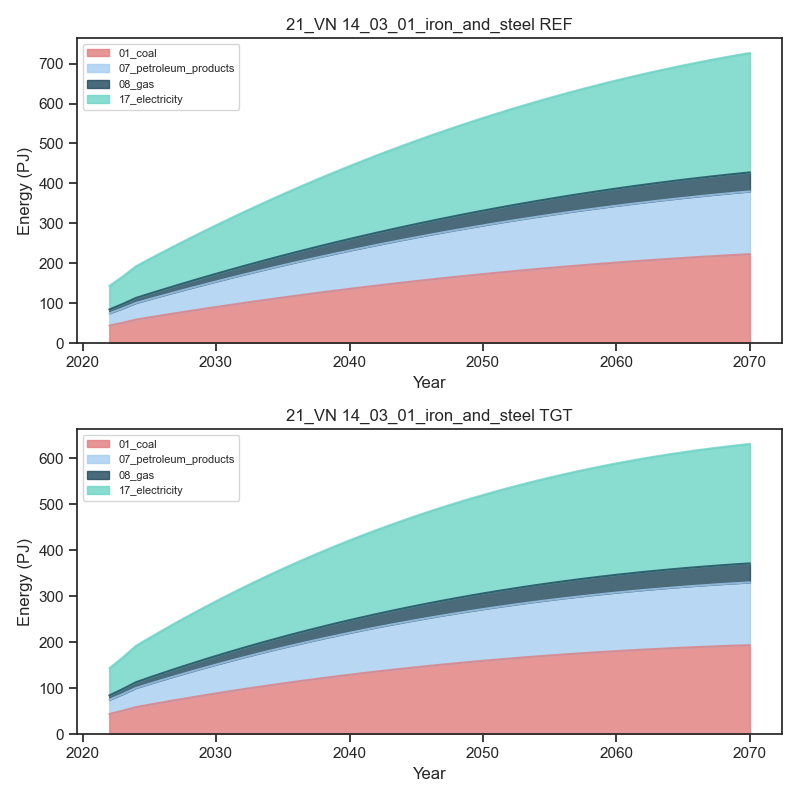 21_VN 14_03_01_iron_and_steel REF
01_coal
07_petroleum_products
08_gas
17_electricity
Energy (PJ)
700
600
500
400
300
200
100
0
2020 2030 2040 2050 2060 2070
Year
21_VN 14_03_01_iron_and_steel TGT
01_coal
07_petroleum_products
08_gas
17_electricity
Energy (PJ)
600
500
400
300
200
100
0
2020 2030 2040 2050 2060 2070
Year